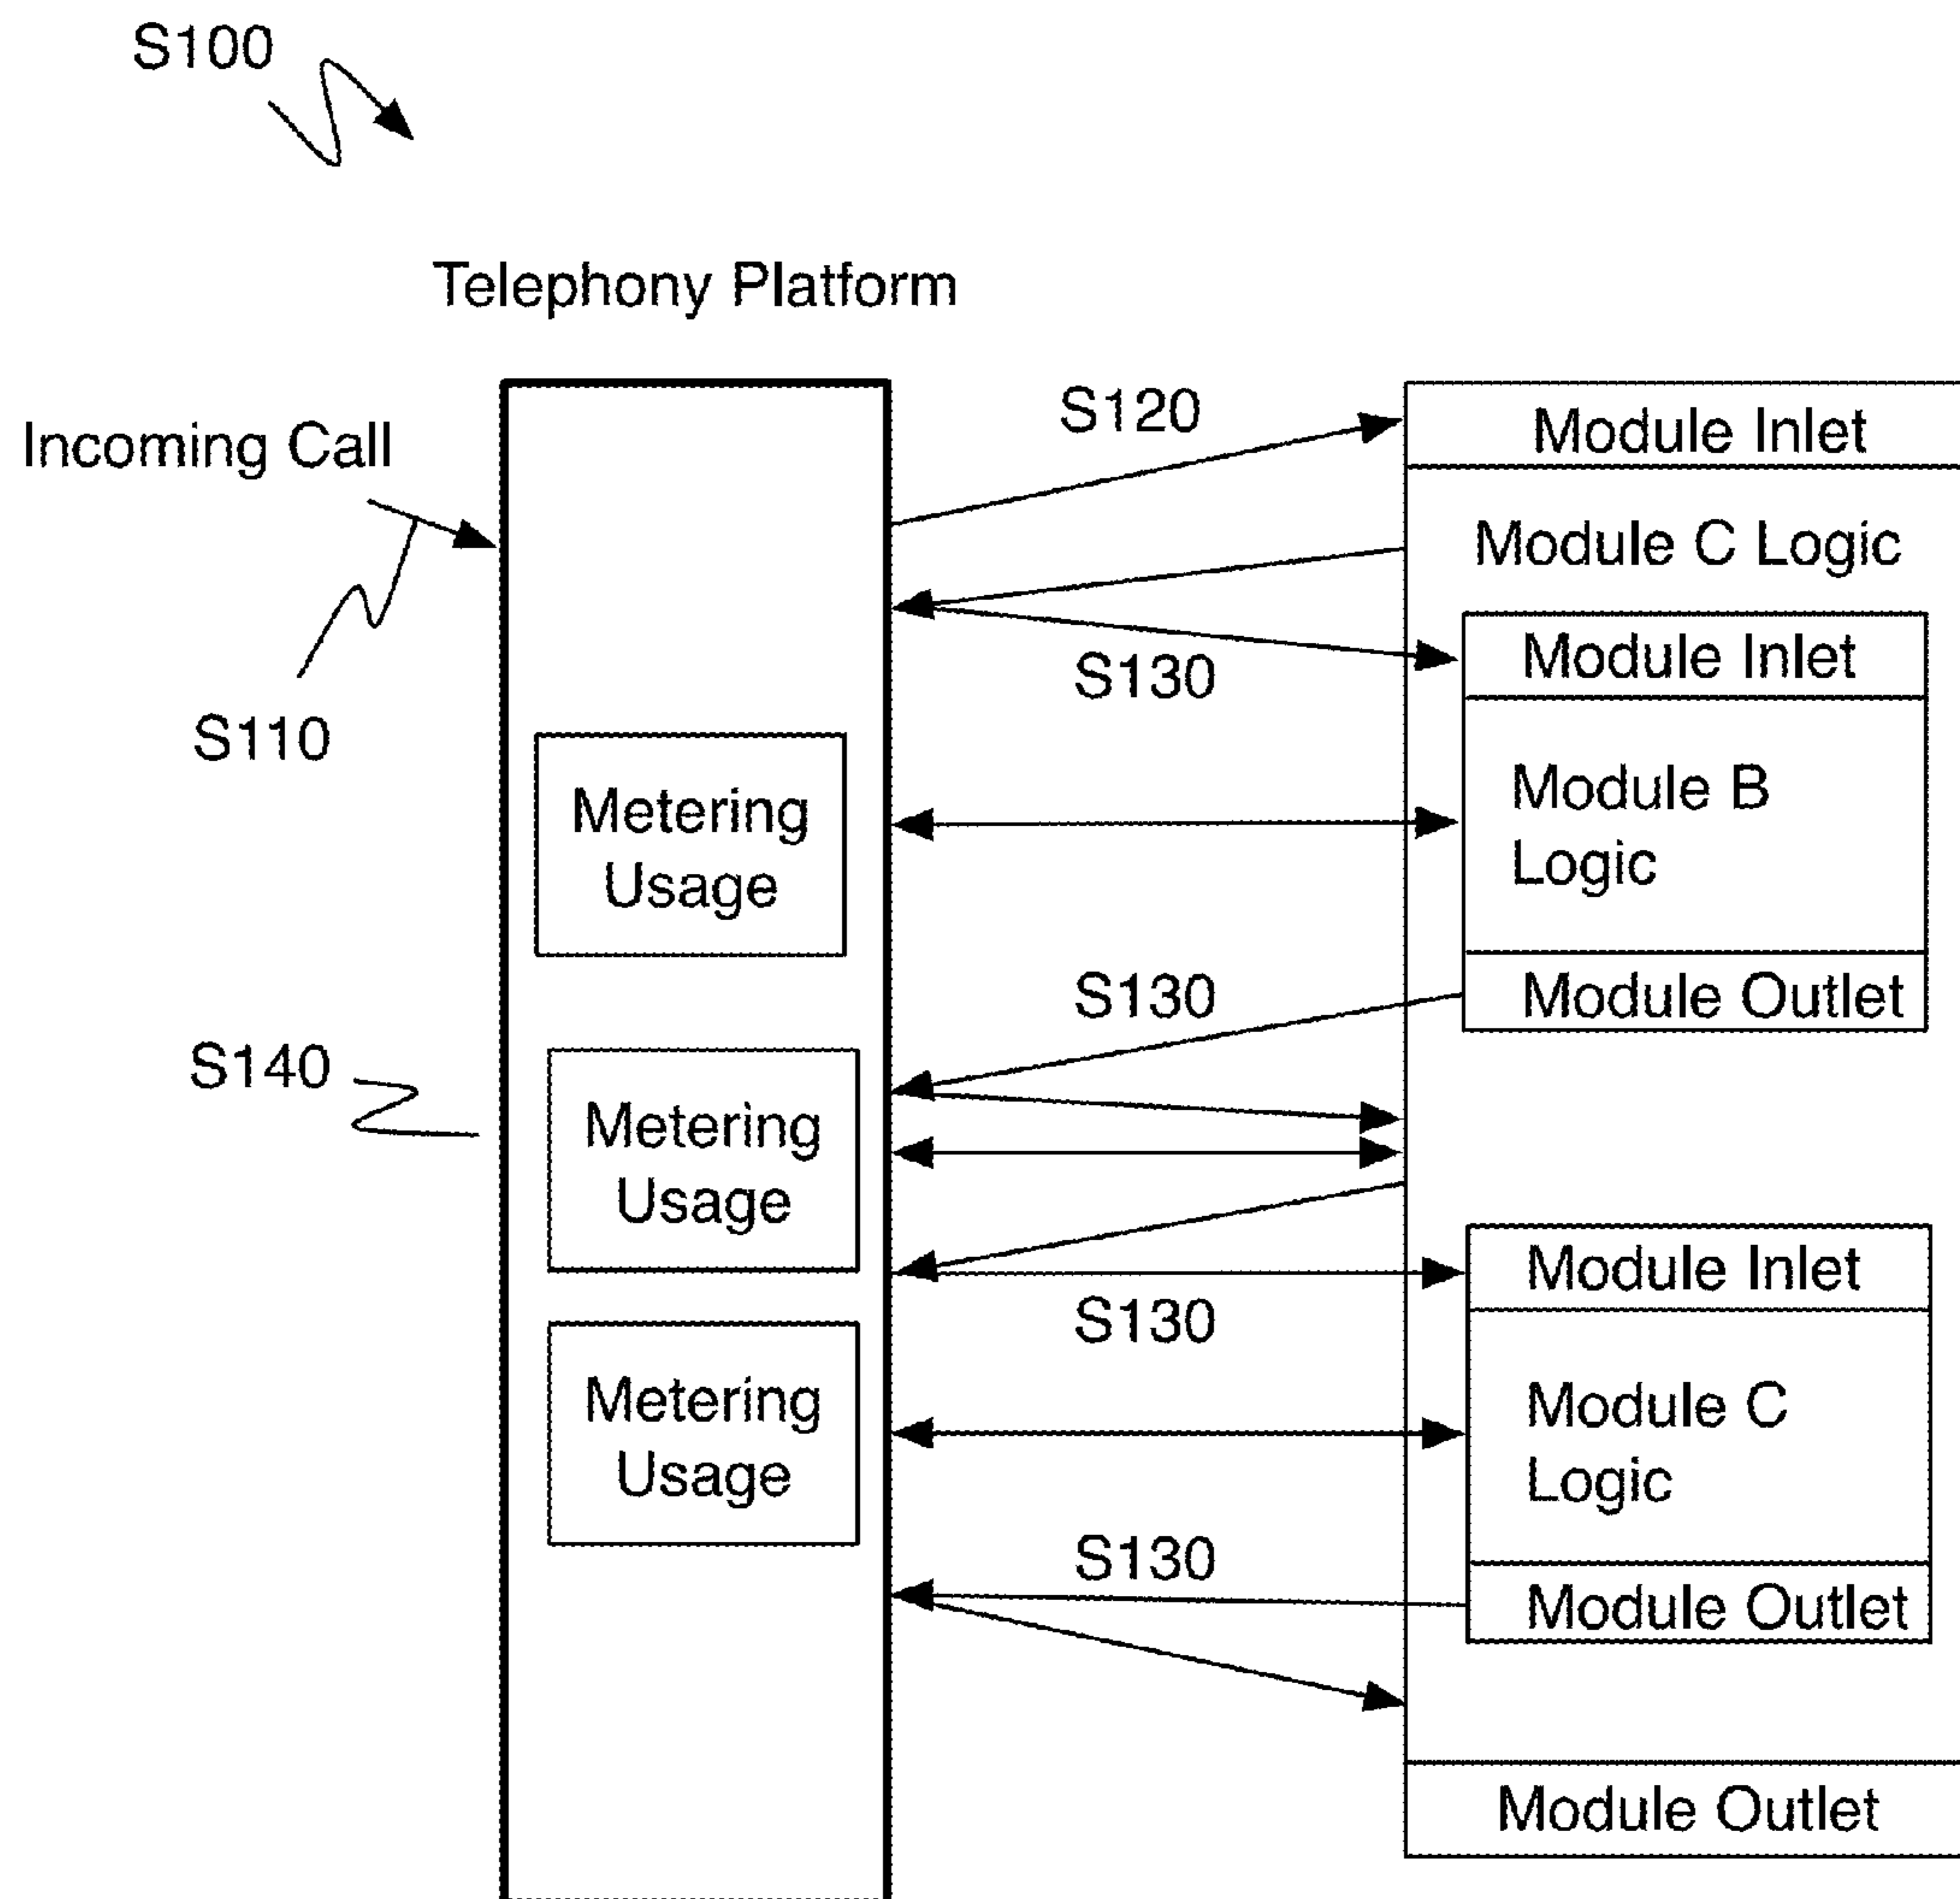 S100
Telephony Platform
Incoming Call
S120
Module Inlet
Module C Logic
S130
Module Inlet
S110
Metering
Usage
Module B
Logic
S130
Module Outlet
S140
Metering
Usage
Module Inlet
S130
Metering
Usage
Module C
Logic
S130
Module Outlet
Module Outlet